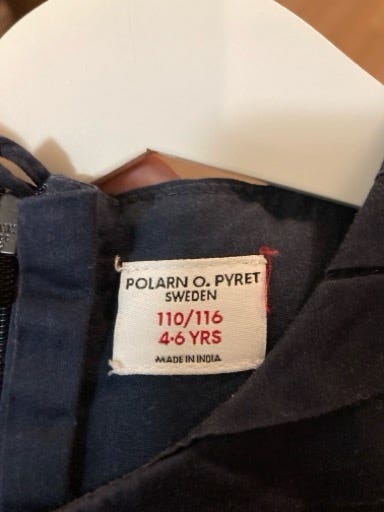 POLARN O. PYRET
SWEDEN
110/116
4-6 YRS
MADE IN INDIA